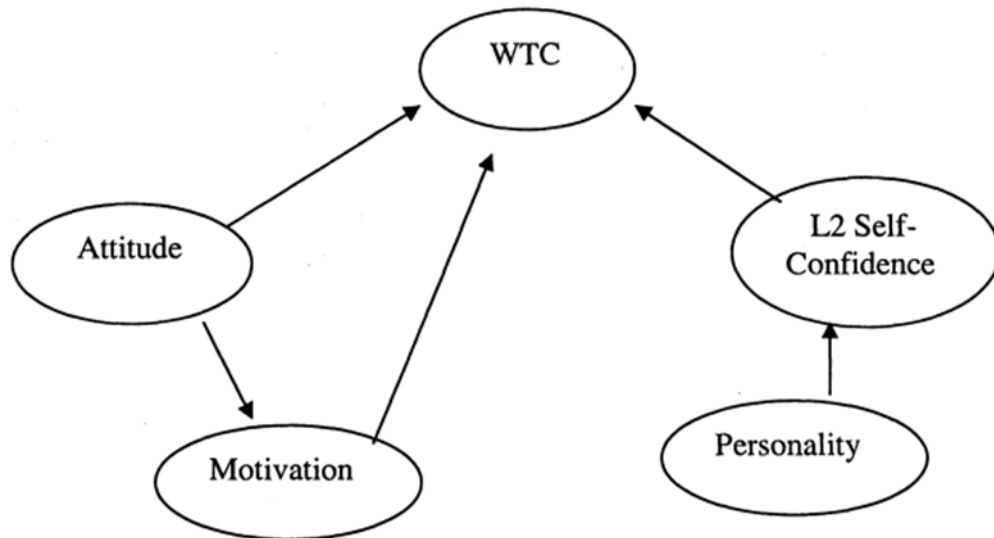 WTC
Attitude
L2 Self-
Confidence
Motivation
Personality